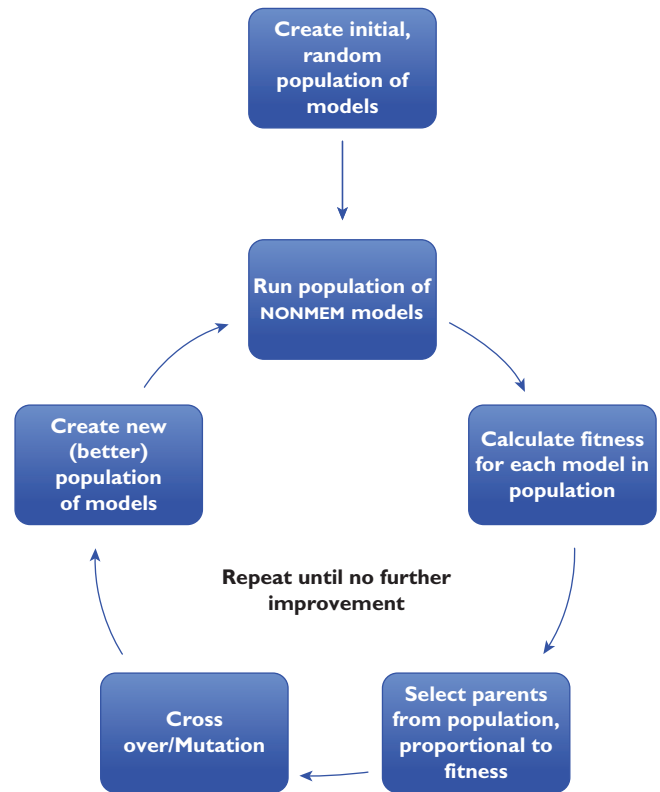 Create initial,
random
population of
models
Run population of
NONMEM models
Calculate fitness
for each model in
population
Select parents
from population,
proportional to
fitness
Cross
over/Mutation
Create new
(better)
population
of models
Repeat until no further
improvement